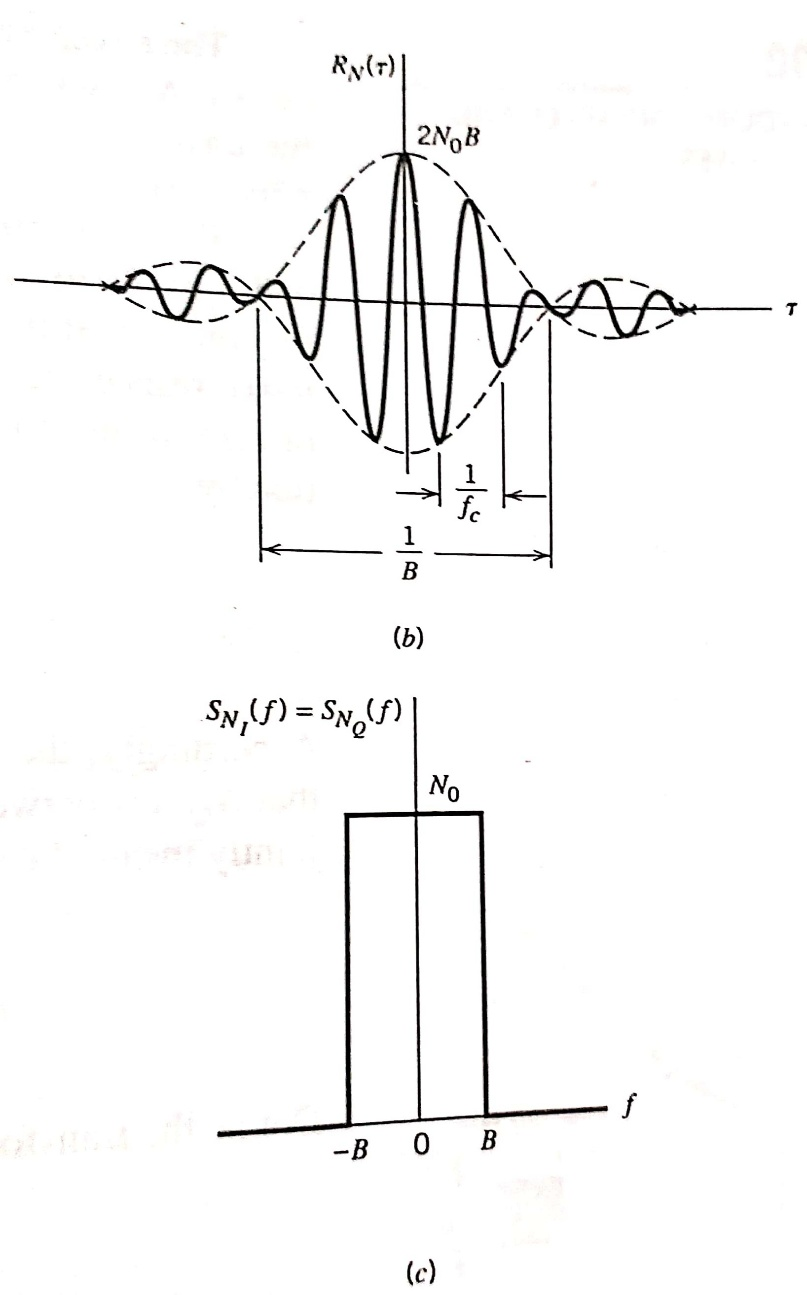 R_N(τ)
2N_0B
τ
1/f_c
1/B
(b)
S_{N_I}(f) = S_{N_Q}(f)
N_0
f
−B 0 B
(c)